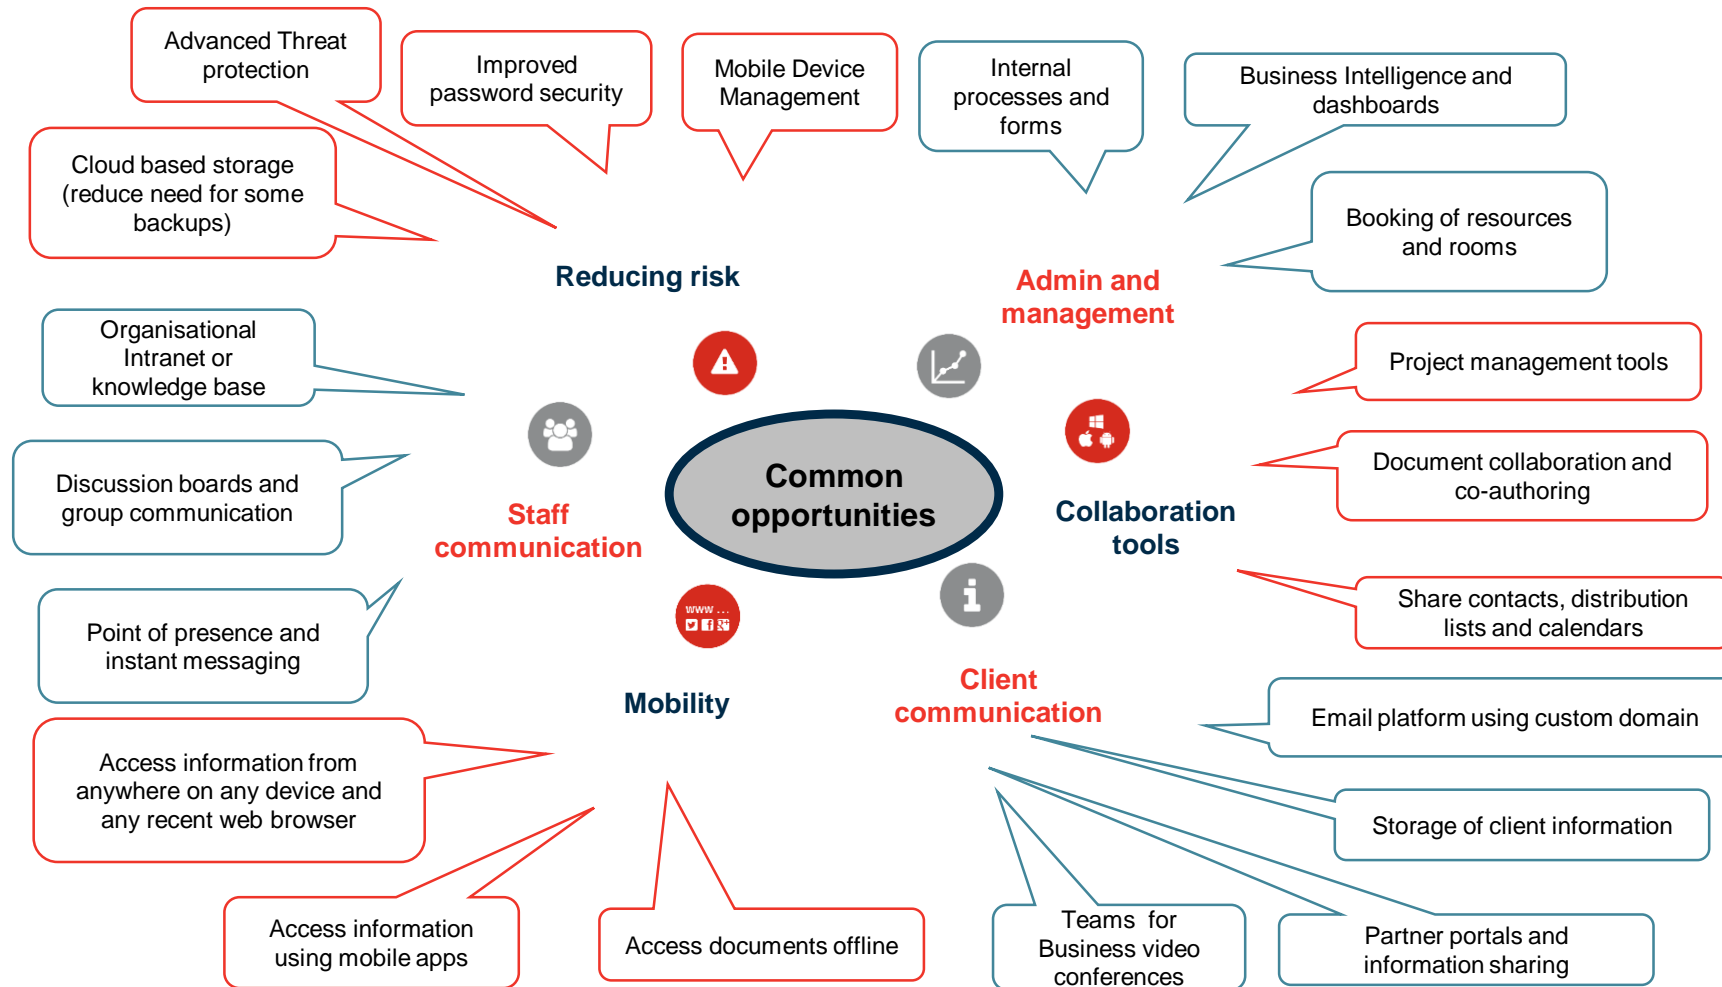 Advanced Threat
protection
Improved
password security
Mobile Device
Management
Internal
processes and
forms
Business Intelligence and
dashboards
Cloud based storage
(reduce need for some
backups)
Booking of resources
and rooms
Reducing risk
Admin and
management
Organisational
Intranet or
knowledge base
Project management tools
Discussion boards and
group communication
Staff
communication
Common
opportunities
Collaboration
tools
Document collaboration and
co-authoring
Point of presence and
instant messaging
www ...
Share contacts, distribution
lists and calendars
Mobility
Client
communication
Email platform using custom domain
Access information from
anywhere on any device and
any recent web browser
Storage of client information
Access information
using mobile apps
Access documents offline
Teams for
Business video
conferences
Partner portals and
information sharing